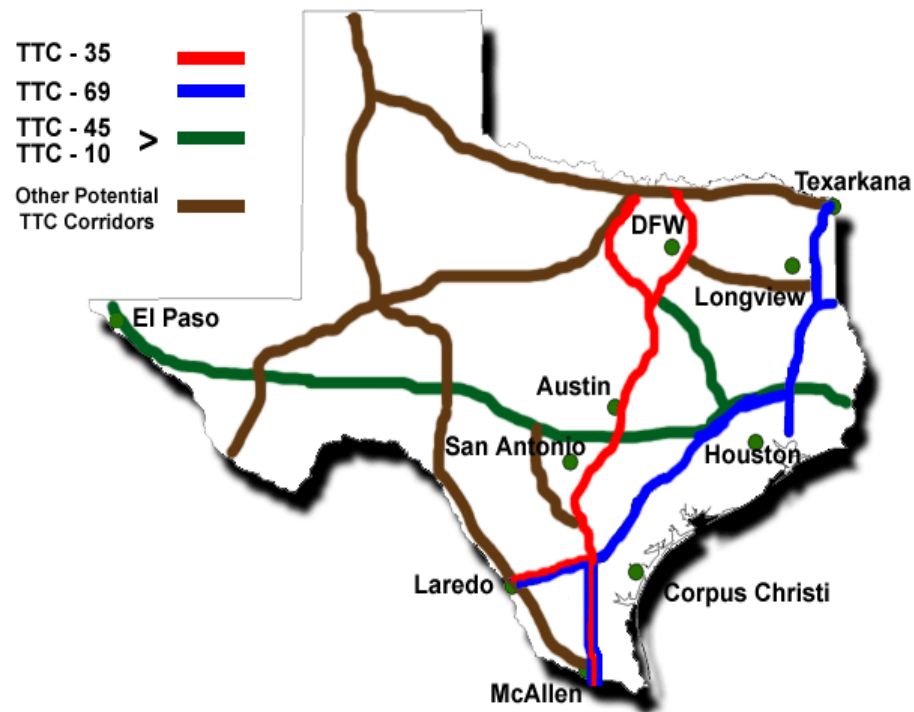 TTC - 35
TTC - 69
TTC - 45
TTC - 10
>
Other Potential
TTC Corridors
Texarkana
DFW
Longview
El Paso
Austin
San Antonio
Houston
Laredo
Corpus Christi
McAllen